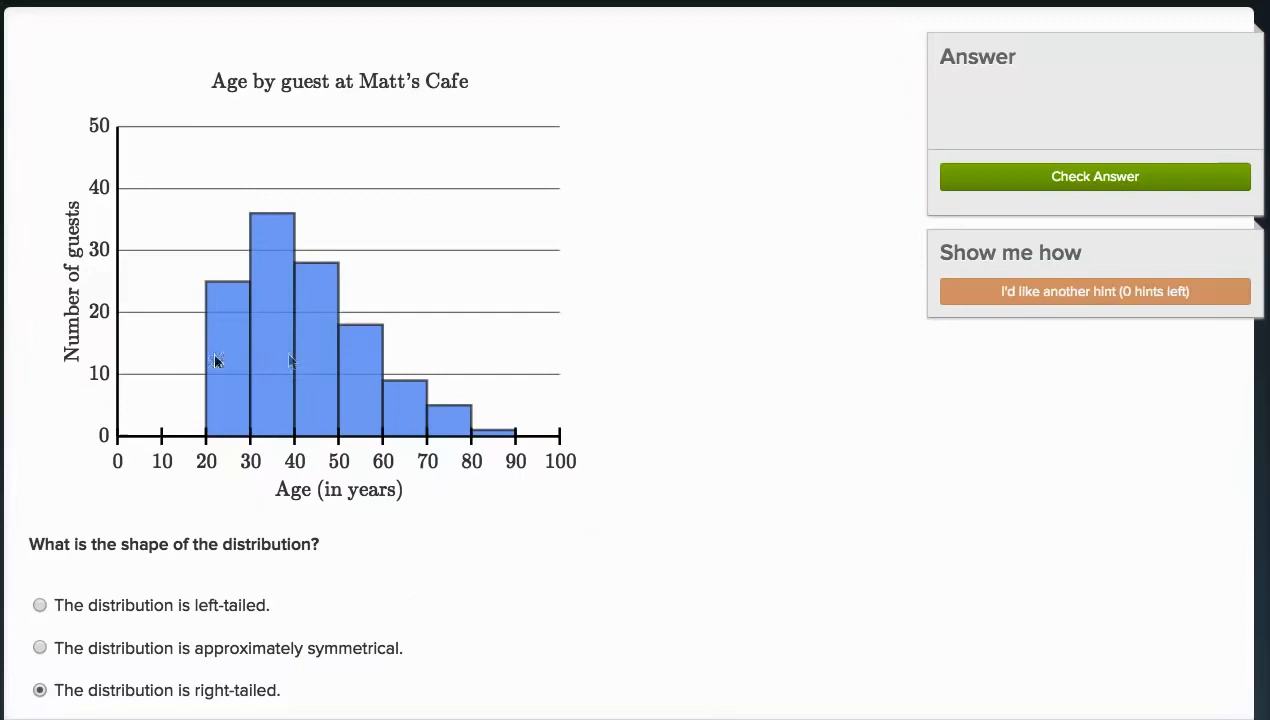 Age by guest at Matt's Cafe
50
40
30
20
10
0
Number of guests
0 10 20 30 40 50 60 70 80 90 100
Age (in years)
What is the shape of the distribution?
The distribution is left-tailed.
The distribution is approximately symmetrical.
The distribution is right-tailed.
Answer
Check Answer
Show me how
I'd like another hint (0 hints left)